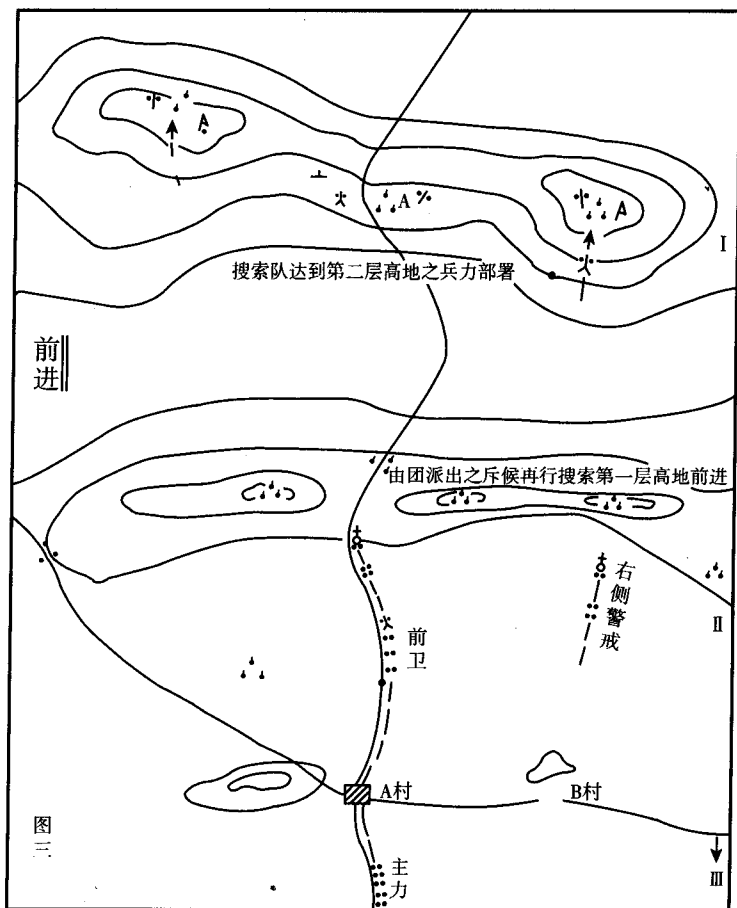 A
搜索队达到第二层高地之兵力部署
I
前进
由团派出之斥候再行搜索第一层高地前进
右侧警戒
II
前卫
A村
B村
图三
主力
III